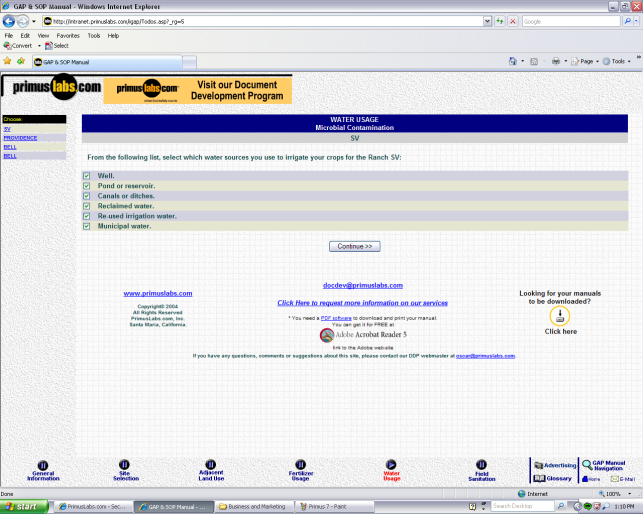 GAP & SOP Manual - Windows Internet Explorer
http://intranet.primuslabs.com/igap/Todos.asp?_rg=5
Google
File Edit View Favorites Tools Help
Convert Select
GAP & SOP Manual
Page Tools
primuslabs.com
primuslabs.com
Visit our Document
Development Program
Choose:
SV
PROVIDENCE
BELL
BELL
WATER USAGE
Microbial Contamination
SV
From the following list, select which water sources you use to irrigate your crops for the Ranch SV:
Well.
Pond or reservoir.
Canals or ditches.
Reclaimed water.
Re-used irrigation water.
Municipal water.
Continue >>
www.primuslabs.com
Copyright© 2004
All Rights Reserved
PrimusLabs.com, Inc.
Santa Maria, California.
docdev@primuslabs.com
Click Here to request more information on our services
* You need a PDF software to download and print your manual.
You can get it for FREE at
Adobe Acrobat Reader 5
link to the Adobe web-site
Looking for your manuals
to be downloaded?
Click here
If you have any questions, comments or suggestions about this site, please contact our DDP webmaster at oscar@primuslabs.com.
General
Information
Site
Selection
Adjacent
Land Use
Fertilizer
Usage
Water
Usage
Field
Sanitation
Advertising
GAP Manual
Navigation
Glossary
Home
E-Mail
Done
Internet
100%
start
PrimusLabs.com - Sec...
GAP & SOP Manual - ...
Business and Marketing
Primus 7 - Paint
Search Desktop
1:10 PM